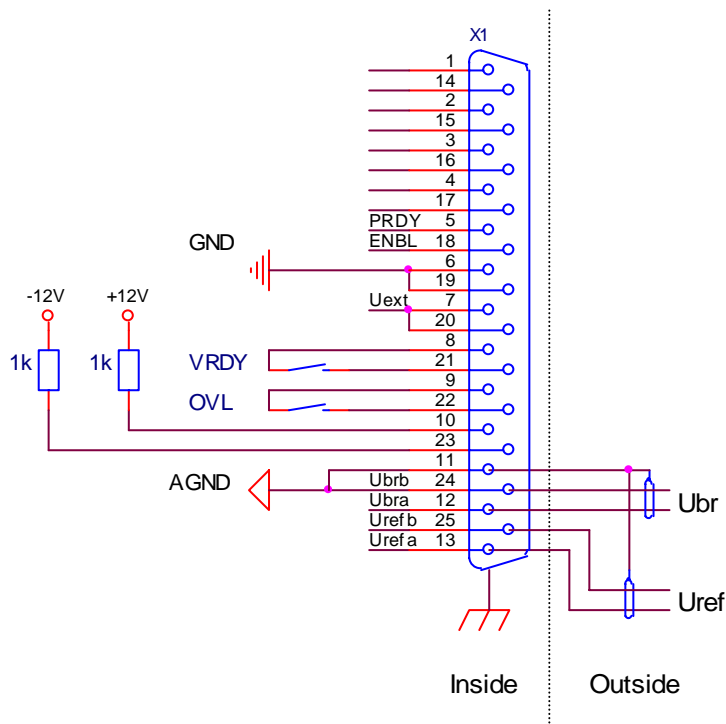 X1
1
14
2
15
3
16
4
17
PRDY 5
GND ENBL 18
6
19
-12V +12V Uext 7
20
8
1k 1k VRDY 21
9
OVL 22
10
23
11
AGND Ubrb 24
Ubra 12 Ubr
Urefb 25
Urefa 13
Uref
Inside Outside